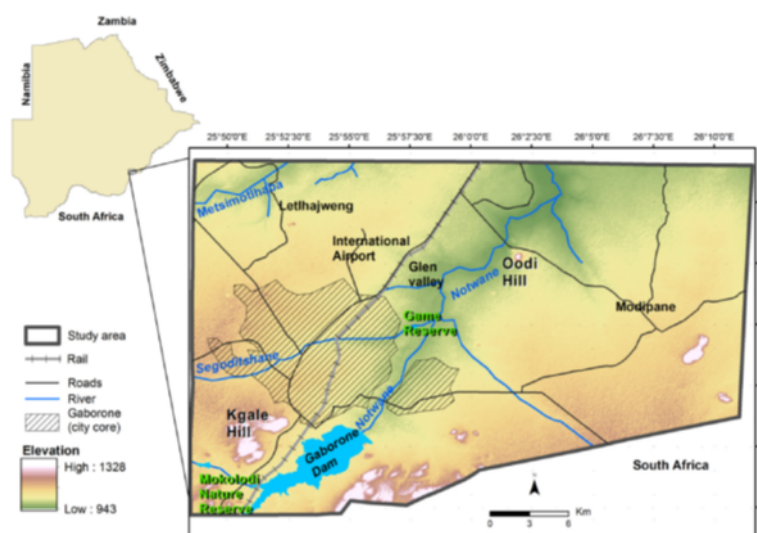 Zambia
Namibia
Zimbabwe
South Africa
25°50'0"E 25°52'30"E 25°55'0"E 25°57'30"E 26°0'0"E 26°2'30"E 26°5'0"E 26°7'30"E 26°10'0"E
Metsimotlhaba
Letlhajweng
International
Airport
Glen
valley
Notwane
Oodi
Hill
Modipane
Game
Reserve
Segoditshane
Notwane
Kgale
Hill
Gaborone
Dam
Mokolodi
Nature
Reserve
South Africa
Study area
Rail
Roads
River
Gaborone
(city core)
Elevation
High : 1328
Low : 943
0 3 6 Km